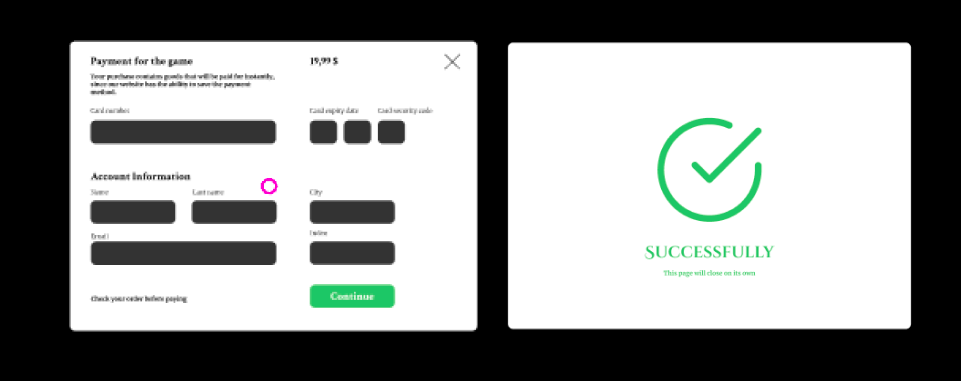 Payment for the game
19,99 $
Your purchase contains goods that will be paid for instantly,
since our website has the ability to save the payment
method.
Card number
Card expiry date
Card security code
Account Information
Name
Last name
City
Email
Check your order before paying
Continue
Successfully
This page will close on its own